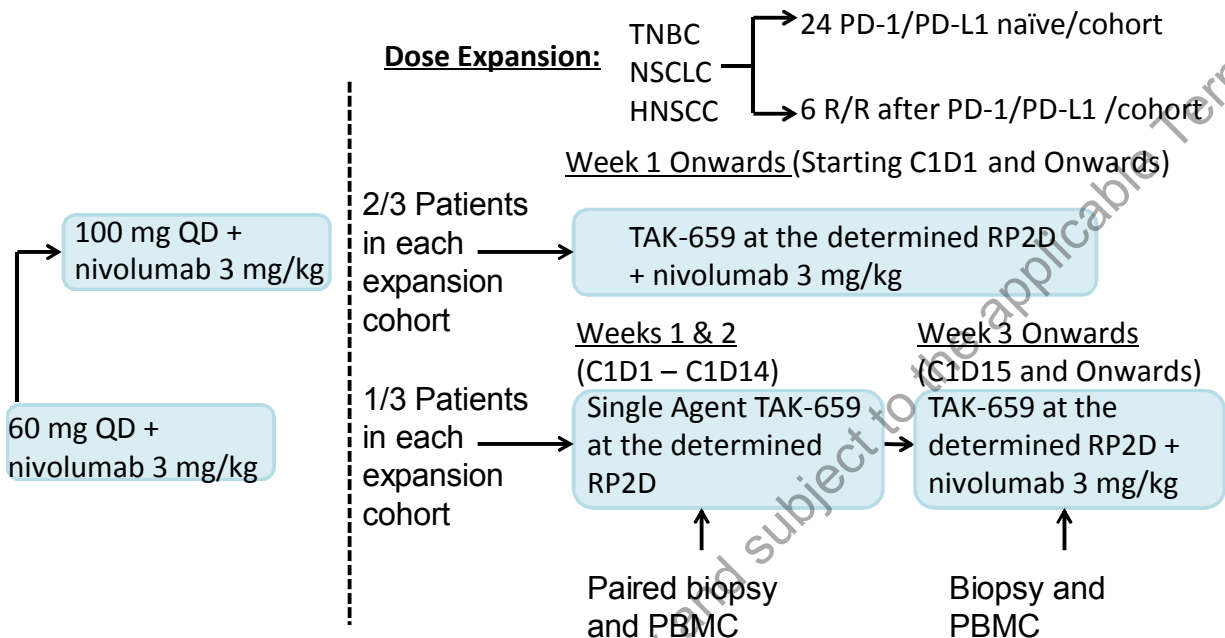 Dose Expansion:
TNBC
NSCLC
HNSCC
24 PD-1/PD-L1 naïve/cohort
6 R/R after PD-1/PD-L1 /cohort
Week 1 Onwards (Starting C1D1 and Onwards)
100 mg QD +
nivolumab 3 mg/kg
60 mg QD +
nivolumab 3 mg/kg
2/3 Patients
in each
expansion
cohort
TAK-659 at the determined RP2D
+ nivolumab 3 mg/kg
1/3 Patients
in each
expansion
cohort
Weeks 1 & 2
(C1D1 – C1D14)
Single Agent TAK-659
at the determined
RP2D
Week 3 Onwards
(C1D15 and Onwards)
TAK-659 at the
determined RP2D +
nivolumab 3 mg/kg
Paired biopsy
and PBMC
Biopsy and
PBMC
and subject to the applicable